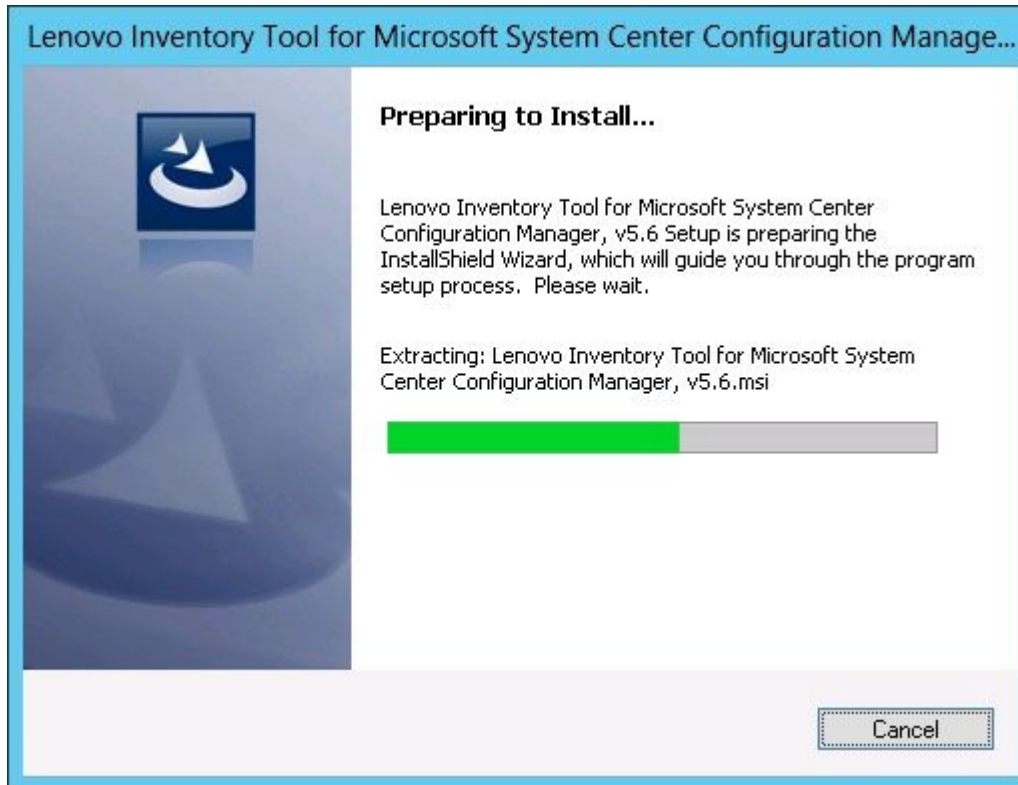 Lenovo Inventory Tool for Microsoft System Center Configuration Manage...
Preparing to Install...
Lenovo Inventory Tool for Microsoft System Center
Configuration Manager, v5.6 Setup is preparing the
InstallShield Wizard, which will guide you through the program
setup process.  Please wait.
Extracting: Lenovo Inventory Tool for Microsoft System
Center Configuration Manager, v5.6.msi
Cancel